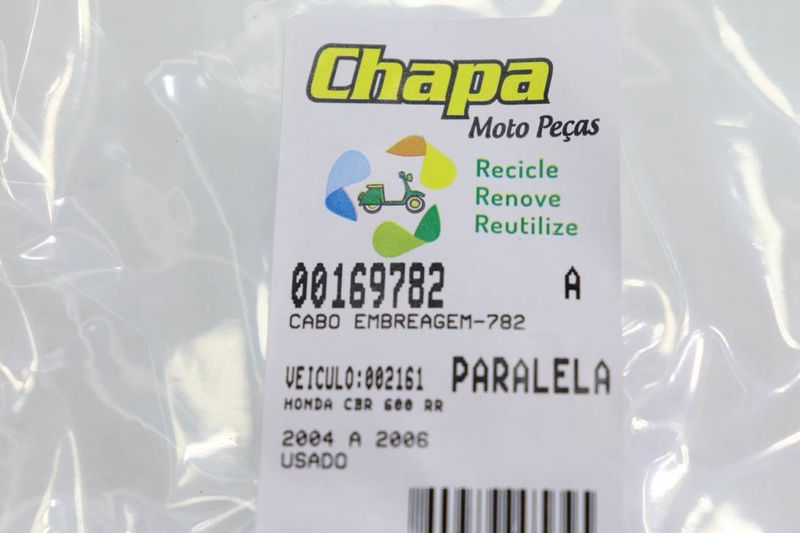 Chapa
Moto Peças
Recicle
Renove
Reutilize
00169782 A
CABO EMBREAGEM-782
VEICULO:002161 PARALELA
HONDA CBR 600 RR
2004 A 2006
USADO